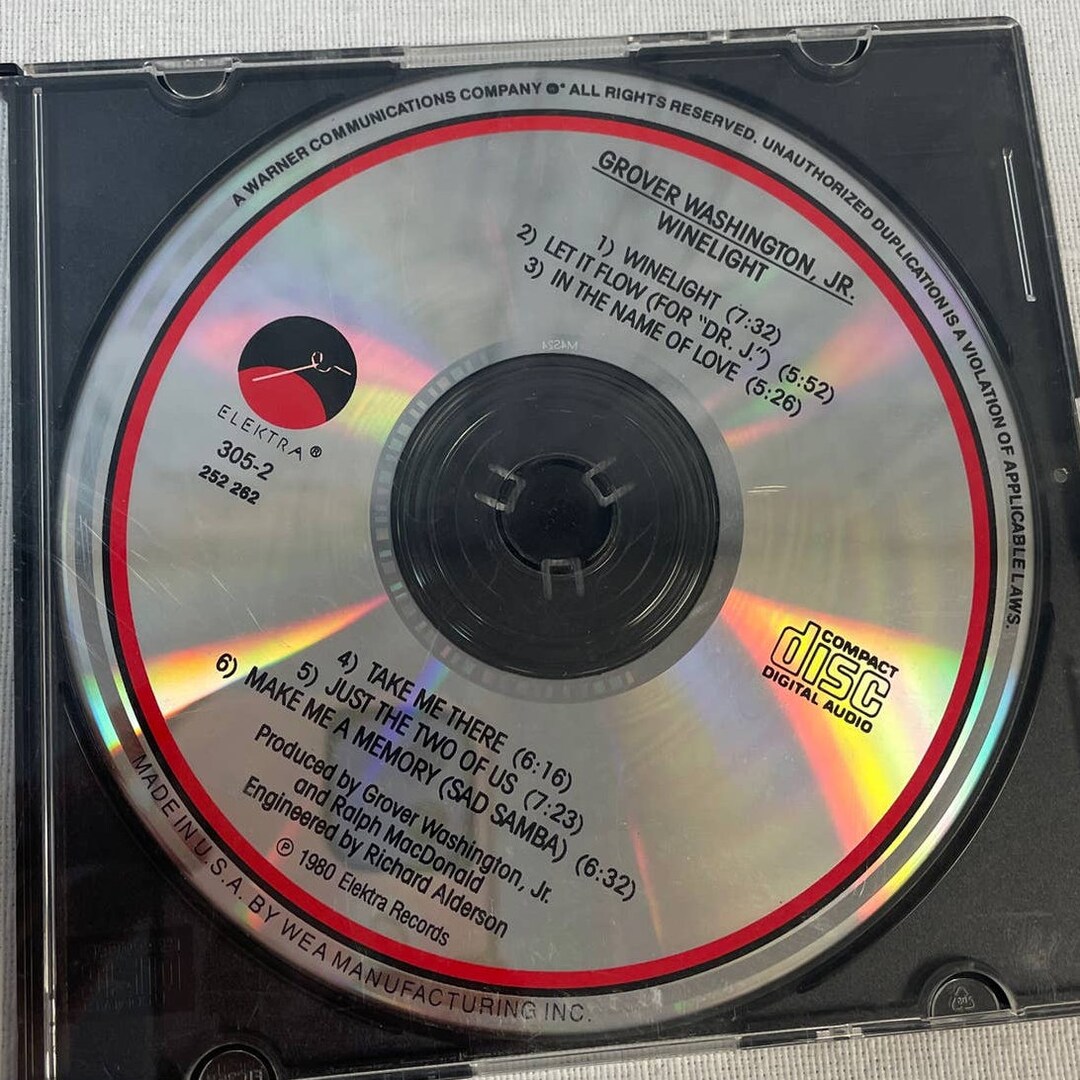 A WARNER COMMUNICATIONS COMPANY ℗® ALL RIGHTS RESERVED. UNAUTHORIZED DUPLICATION IS A VIOLATION OF APPLICABLE LAWS.
GROVER WASHINGTON, JR.
WINELIGHT
1) WINELIGHT (7:32)
2) LET IT FLOW (FOR "DR. J.") (5:52)
3) IN THE NAME OF LOVE (5:26)
M4S24
ELEKTRA®
305-2
252 262
COMPACT
disc
DIGITAL AUDIO
4) TAKE ME THERE (6:16)
5) JUST THE TWO OF US (7:23)
6) MAKE ME A MEMORY (SAD SAMBA) (6:32)
Produced by Grover Washington, Jr.
and Ralph MacDonald
Engineered by Richard Alderson
℗ 1980 Elektra Records
MADE IN U.S.A. BY WEA MANUFACTURING INC.